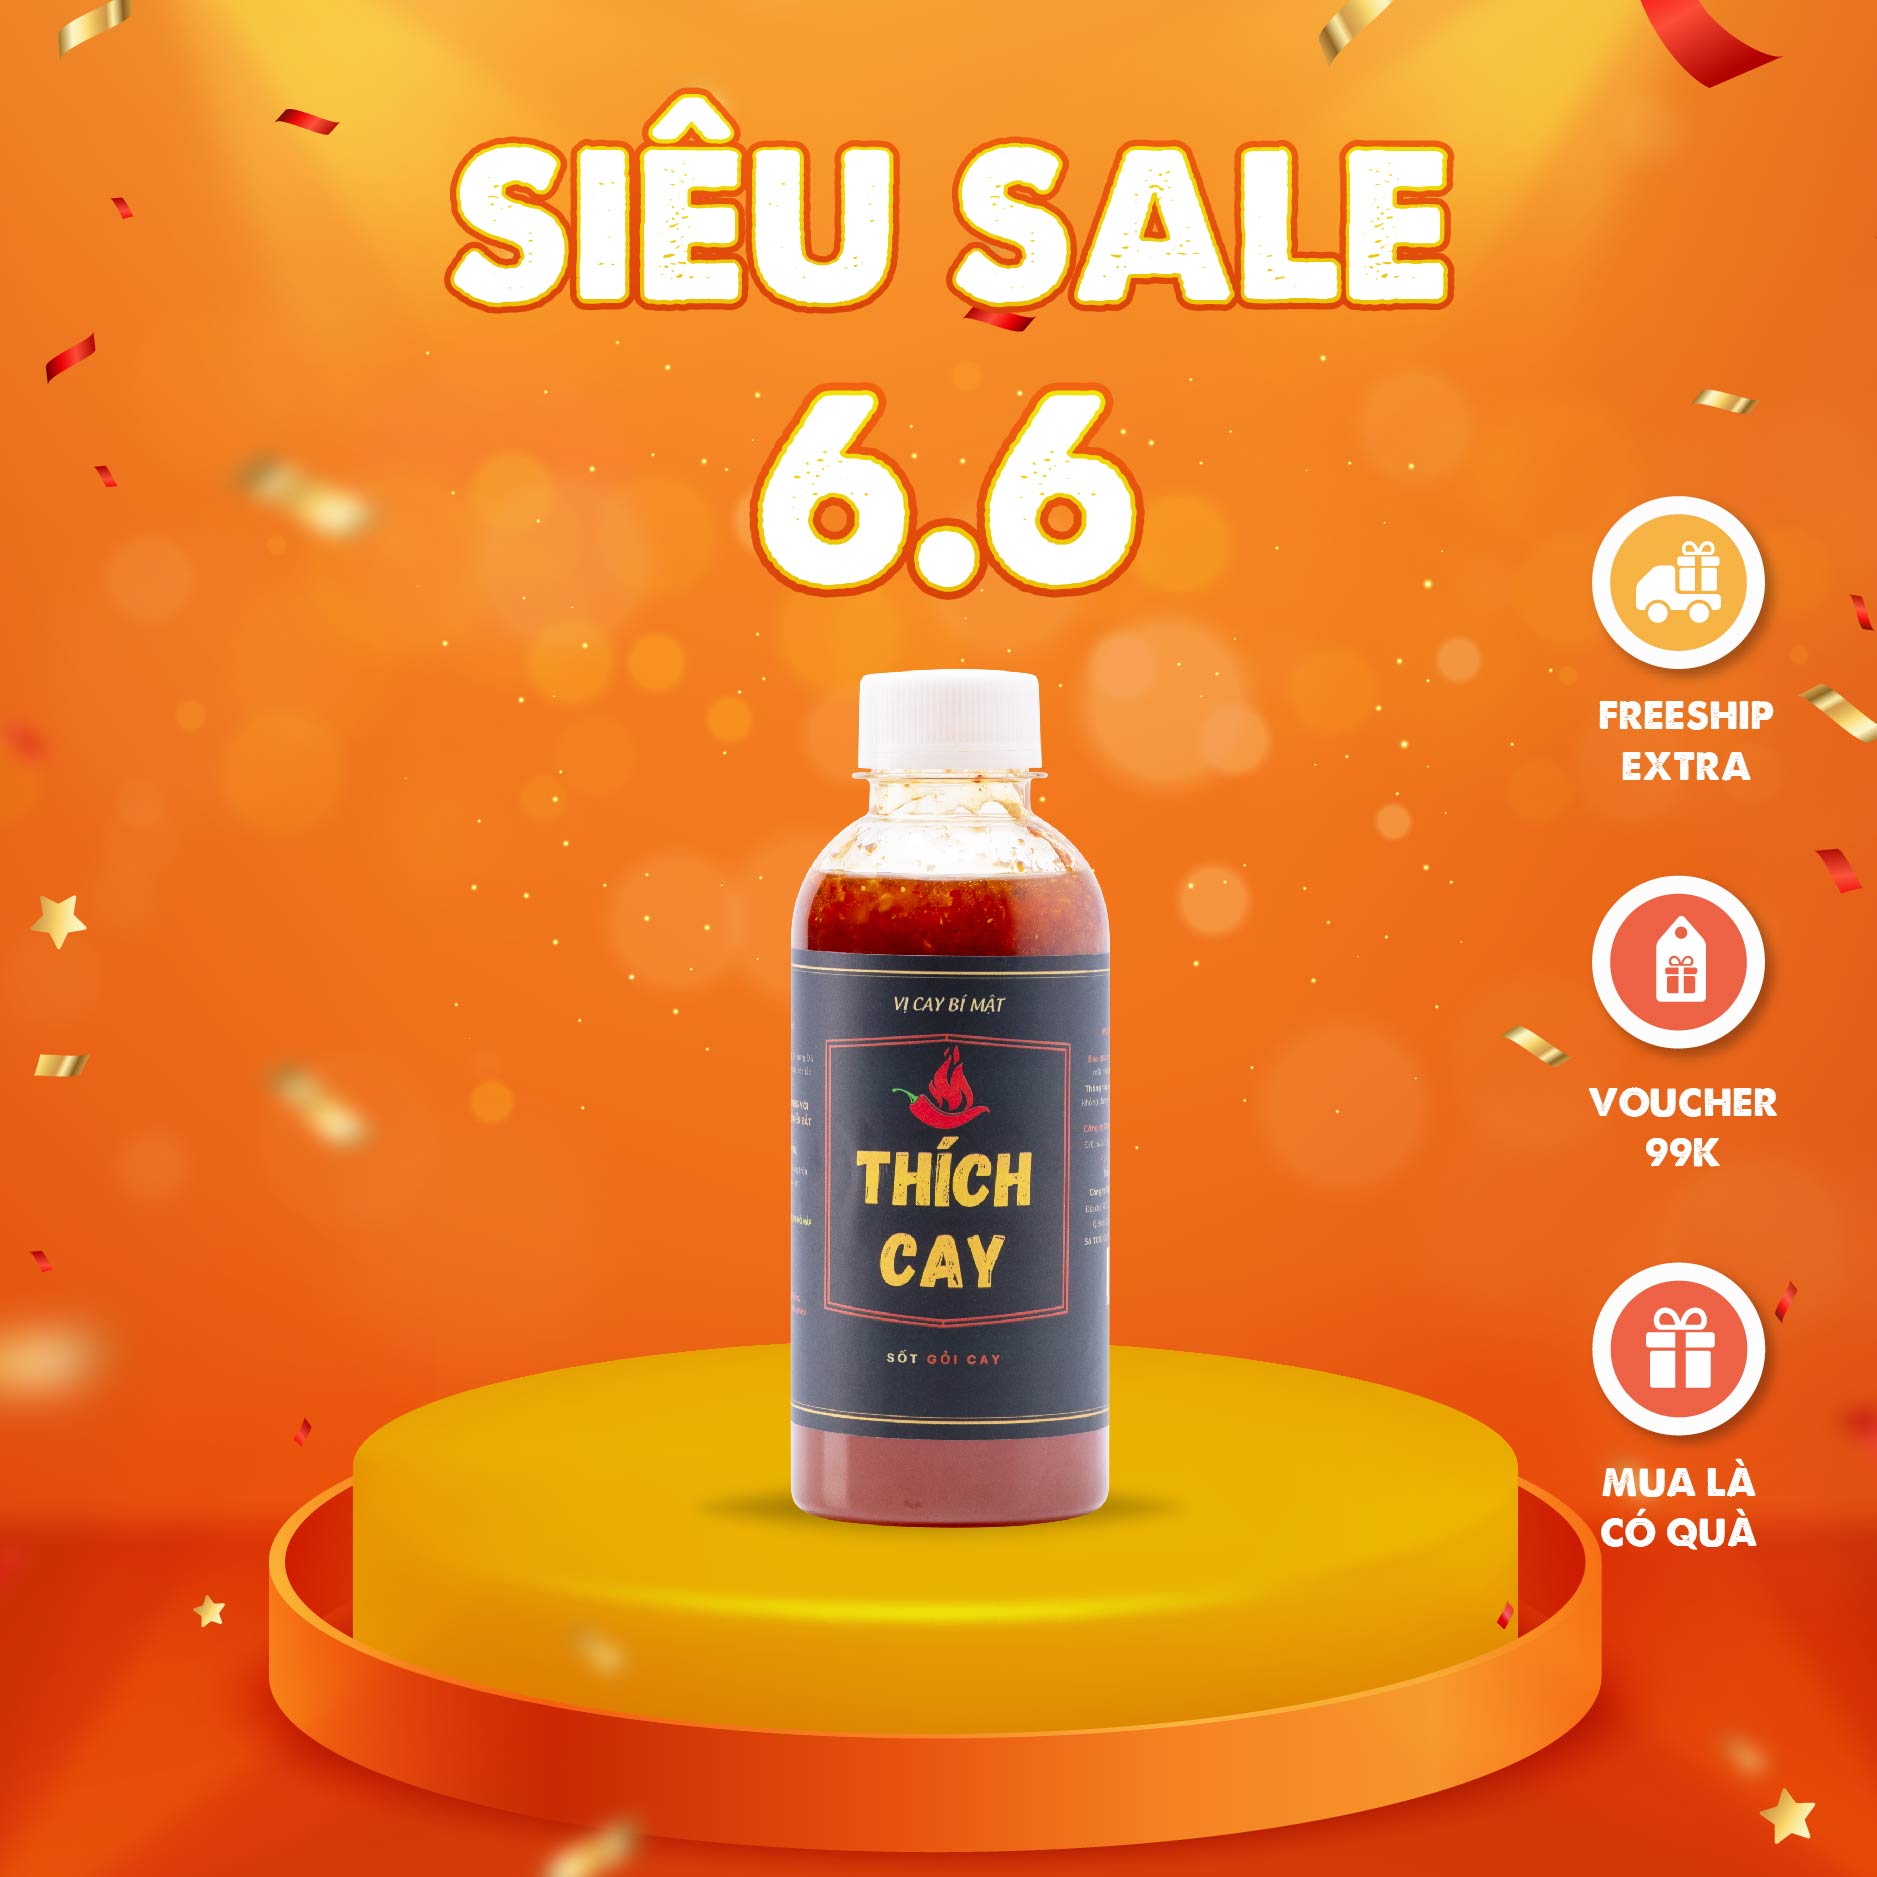 SIÊU SALE
6.6
FREESHIP
EXTRA
VOUCHER
99K
MUA LÀ
CÓ QUÀ
VỊ CAY BÍ MẬT
THÍCH
CAY
SỐT GỎI CAY